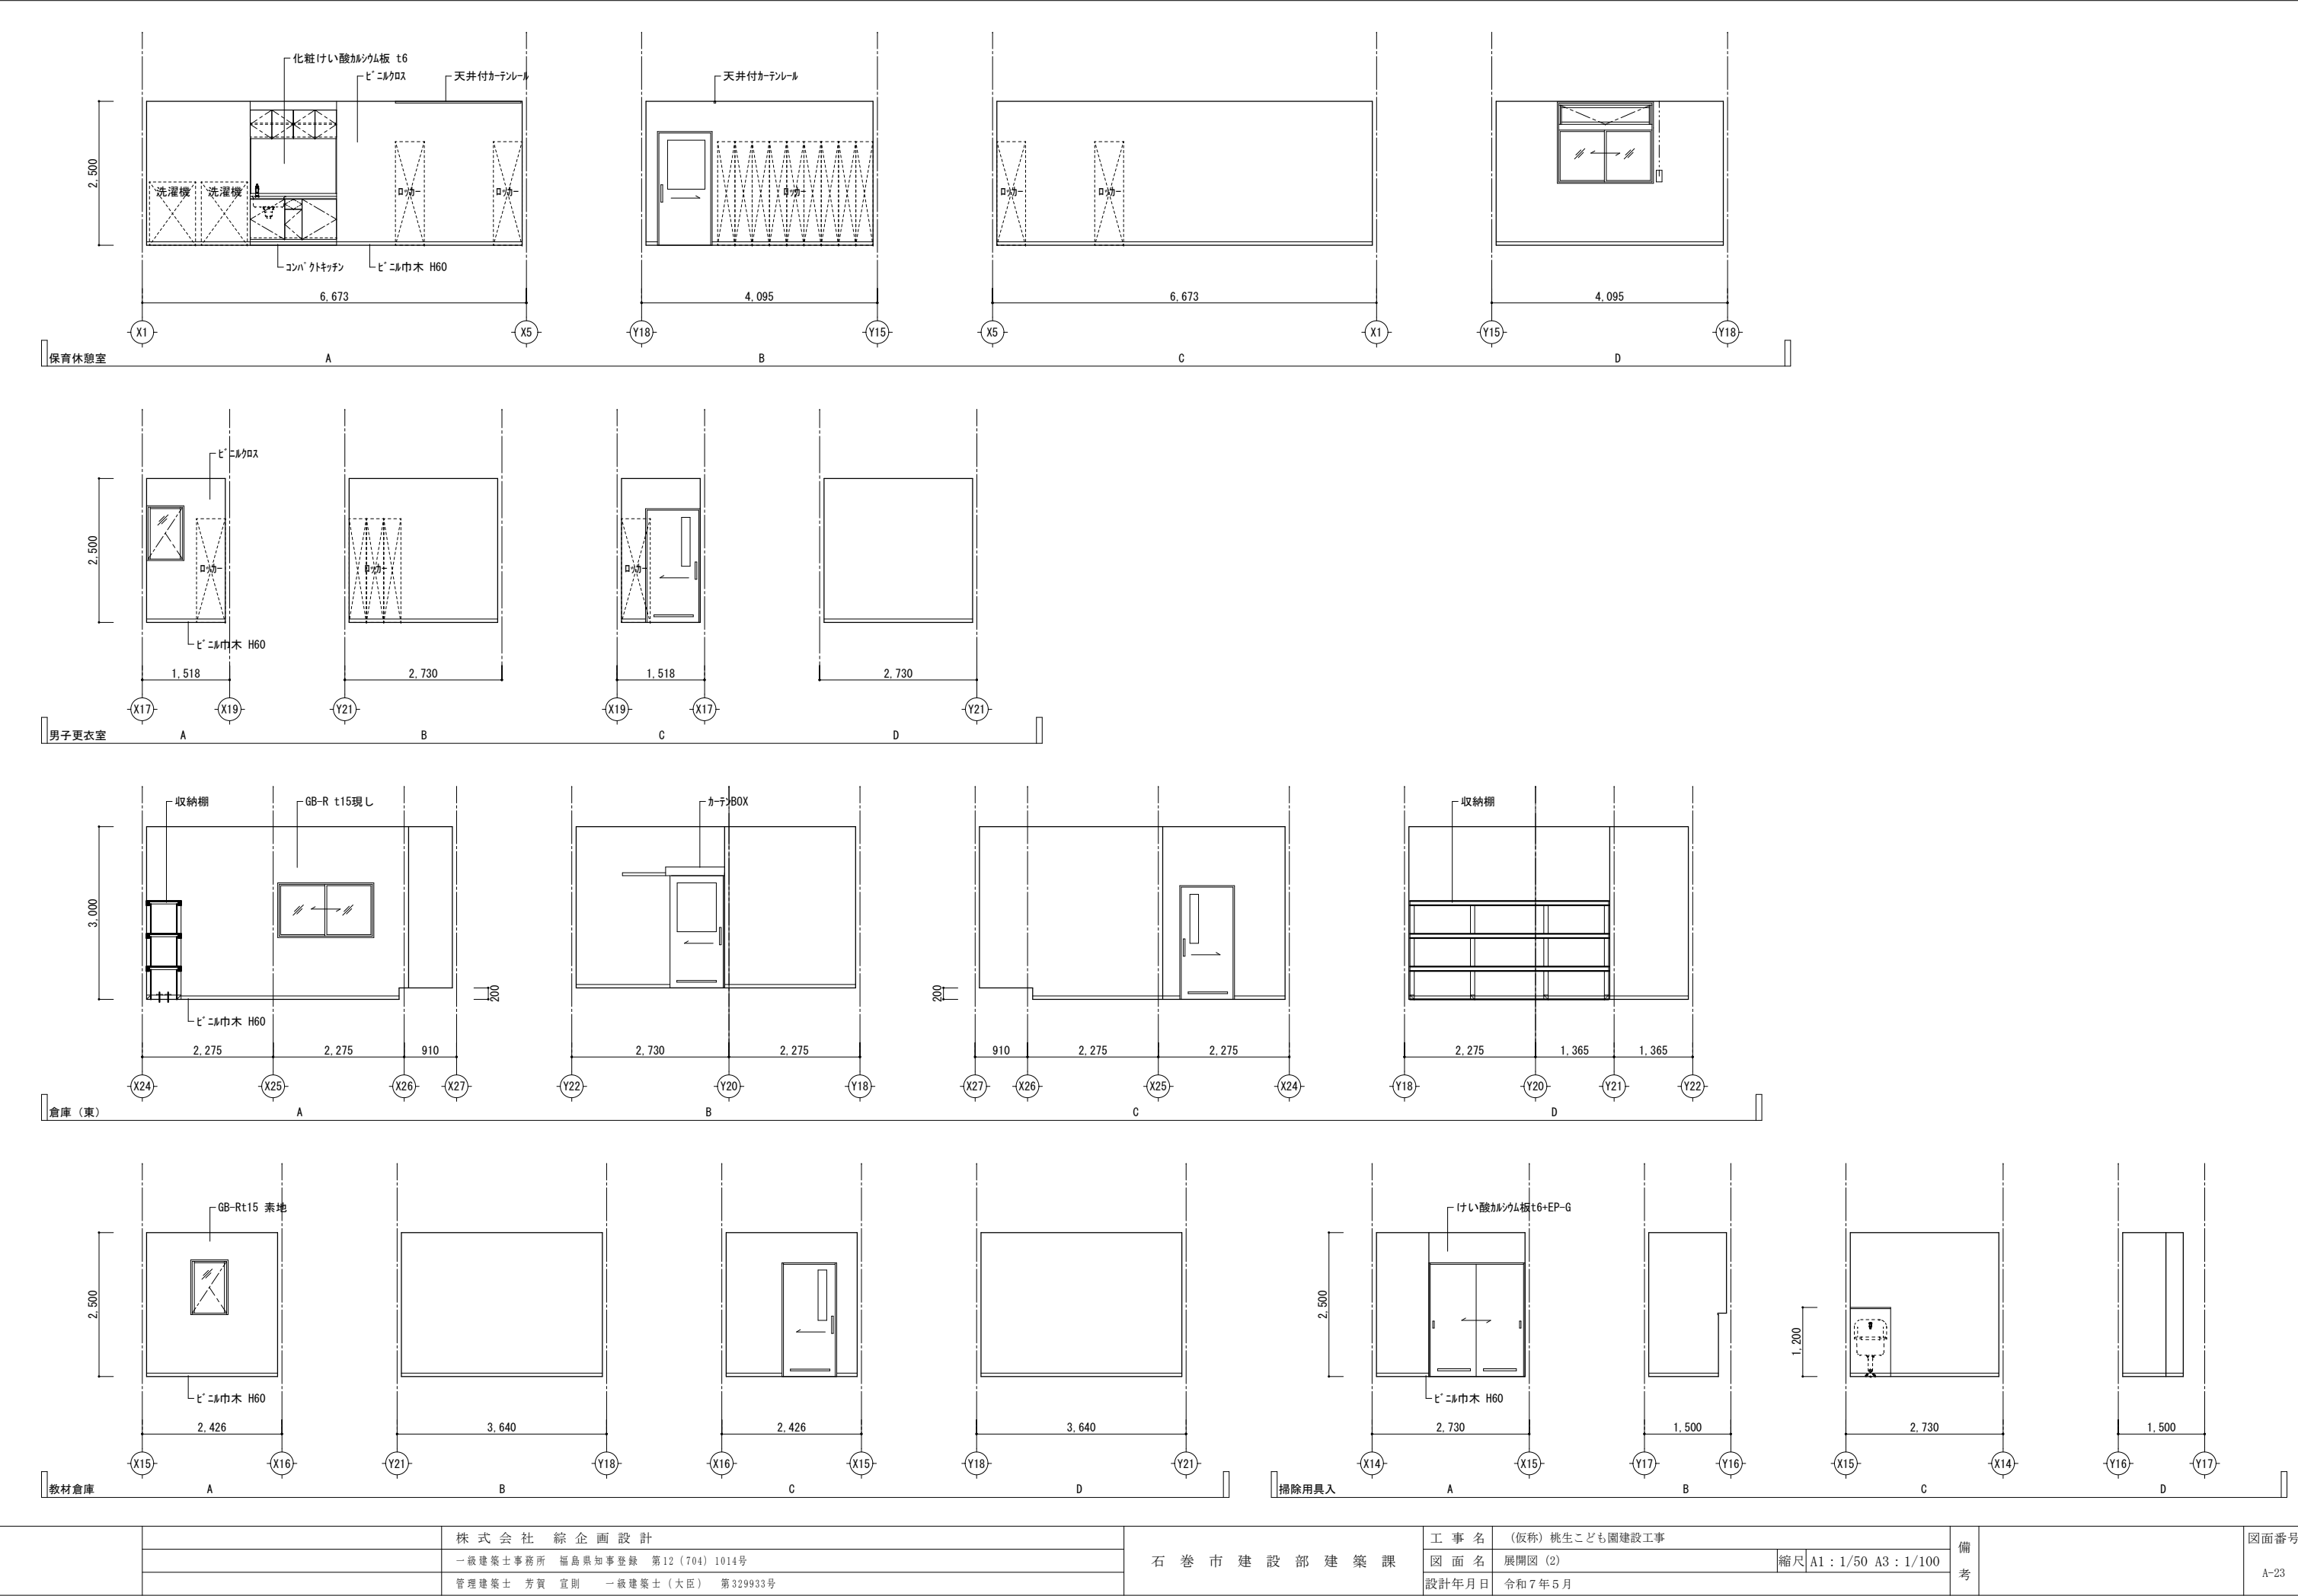 化粧けい酸ｶﾙｼｳﾑ板 t6
ﾋﾞﾆﾙｸﾛｽ
天井付ｶｰﾃﾝﾚｰﾙ
天井付ｶｰﾃﾝﾚｰﾙ
2,500
洗濯機 洗濯機 ﾛｯｶｰ ﾛｯｶｰ ﾛｯｶｰ ﾛｯｶｰ ﾛｯｶｰ
ｺﾝﾊﾟｸﾄｷｯﾁﾝ ﾋﾞﾆﾙ巾木 H60
6,673 4,095 6,673 4,095
X1 X5 Y18 Y15 X5 X1 Y15 Y18
保育休憩室 A B C D
ﾋﾞﾆﾙｸﾛｽ
2,500
ﾛｯｶｰ ﾛｯｶｰ ﾛｯｶｰ
ﾋﾞﾆﾙ巾木 H60
1,518 2,730 1,518 2,730
X17 X19 Y21 X19 X17 Y21
男子更衣室 A B C D
収納棚 GB-R t15現し ｶｰﾃﾝBOX 収納棚
3,000
200 200
ﾋﾞﾆﾙ巾木 H60
2,275 2,275 910 2,730 2,275 910 2,275 2,275 2,275 1,365 1,365
X24 X25 X26 X27 Y22 Y20 Y18 X27 X26 X25 X24 Y18 Y20 Y21 Y22
倉庫（東） A B C D
GB-Rt15 素地 けい酸ｶﾙｼｳﾑ板t6+EP-G
2,500 2,500 1,200
ﾋﾞﾆﾙ巾木 H60 ﾋﾞﾆﾙ巾木 H60
2,426 3,640 2,426 3,640 2,730 1,500 2,730 1,500
X15 X16 Y21 Y18 X16 X15 Y18 Y21 X14 X15 Y17 Y16 X15 X14 Y16 Y17
教材倉庫 A B C D 掃除用具入 A B C D
株式会社 綜企画設計
一級建築士事務所 福島県知事登録 第12（704）1014号
管理建築士 芳賀 宣則 一級建築士（大臣） 第329933号
石巻市建設部建築課
工事名 （仮称）桃生こども園建設工事
図面名 展開図（2） 縮尺 A1：1/50 A3：1/100
設計年月日 令和７年５月
備考
図面番号
A-23